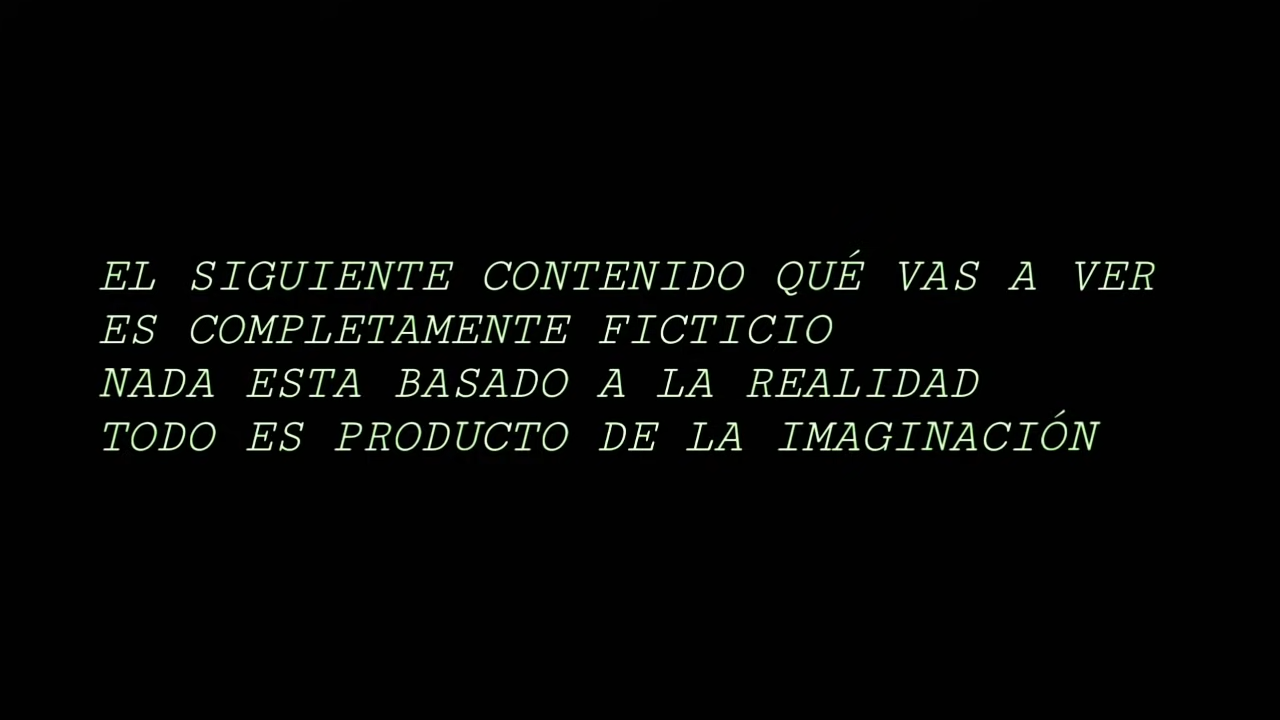 EL SIGUIENTE CONTENIDO QUÉ VAS A VER
ES COMPLETAMENTE FICTICIO
NADA ESTA BASADO A LA REALIDAD
TODO ES PRODUCTO DE LA IMAGINACIÓN